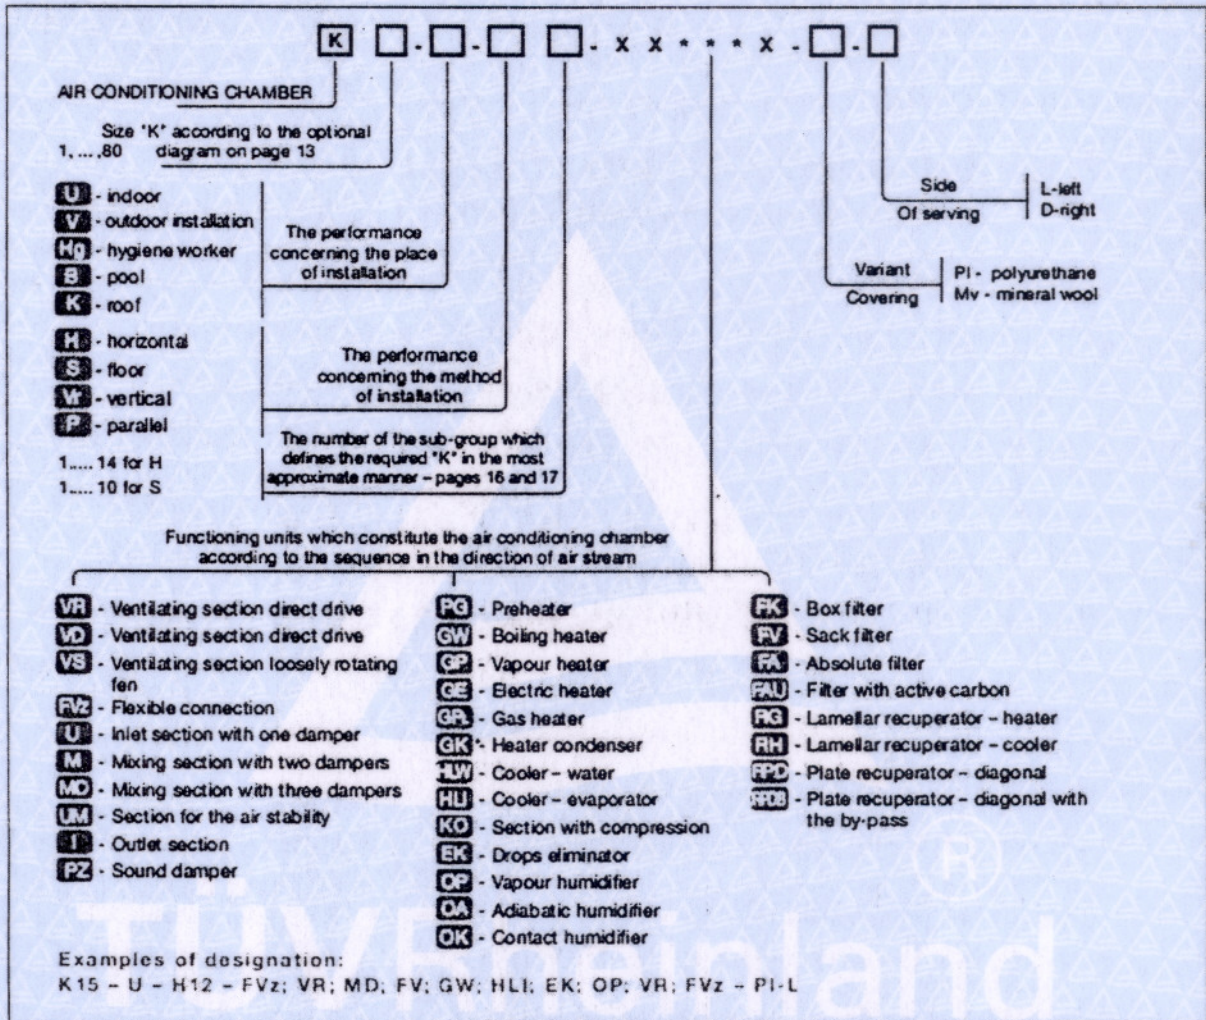 K - - - X X * * * X - -
AIR CONDITIONING CHAMBER
Size "K" according to the optional
1, ... ,80 diagram on page 13
U - indoor
V - outdoor installation
Hg - hygiene worker
B - pool
K - roof
The performance
concerning the place
of installation
H - horizontal
S - floor
Vr - vertical
P - parallel
The performance
concerning the method
of installation
1..... 14 for H
1..... 10 for S
The number of the sub-group which
defines the required "K" in the most
approximate manner – pages 16 and 17
Side
Of serving
L-left
D-right
Variant
Covering
Pl - polyurethane
Mv - mineral wool
Functioning units which constitute the air conditioning chamber
according to the sequence in the direction of air stream
VR - Ventilating section direct drive
VD - Ventilating section direct drive
VS - Ventilating section loosely rotating
fen
FVz - Flexible connection
U - Inlet section with one damper
M - Mixing section with two dampers
MD - Mixing section with three dampers
UM - Section for the air stability
I - Outlet section
PZ - Sound damper
PG - Preheater
GW - Boiling heater
GP - Vapour heater
GE - Electric heater
GPL - Gas heater
GK - Heater condenser
HLW - Cooler – water
HLI - Cooler – evaporator
KO - Section with compression
EK - Drops eliminator
OP - Vapour humidifier
OA - Adiabatic humidifier
OK - Contact humidifier
FK - Box filter
FV - Sack filter
FA - Absolute filter
FAU - Filter with active carbon
RG - Lamellar recuperator – heater
RH - Lamellar recuperator – cooler
RPD - Plate recuperator – diagonal
- Plate recuperator – diagonal with
the by-pass
Examples of designation:
K15 – U – H12 – FVz; VR; MD; FV; GW; HLI; EK; OP; VR; FVz – Pl-L
TÜVRheinland ®